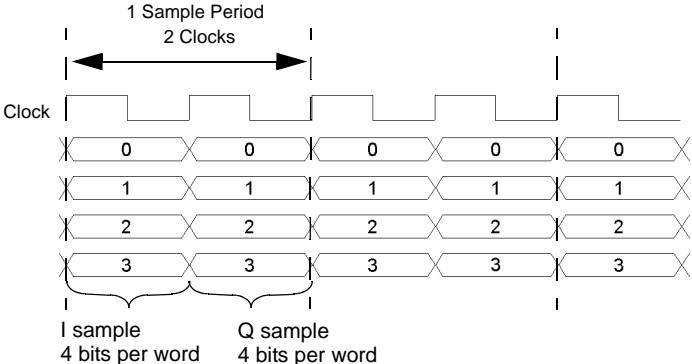 1 Sample Period
2 Clocks
Clock
0 0 0 0 0
1 1 1 1 1
2 2 2 2 2
3 3 3 3 3
I sample
4 bits per word
Q sample
4 bits per word